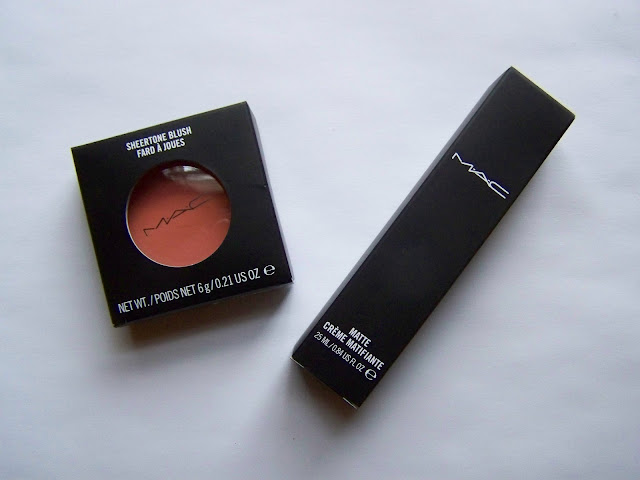 SHEERTONE BLUSH
FARD À JOUES
MAC
NET WT./POIDS NET 6g/0.21 US OZ e
MAC
MATTE
CRÈME MATIFIANTE
25 ML/0.84 US FL OZ e